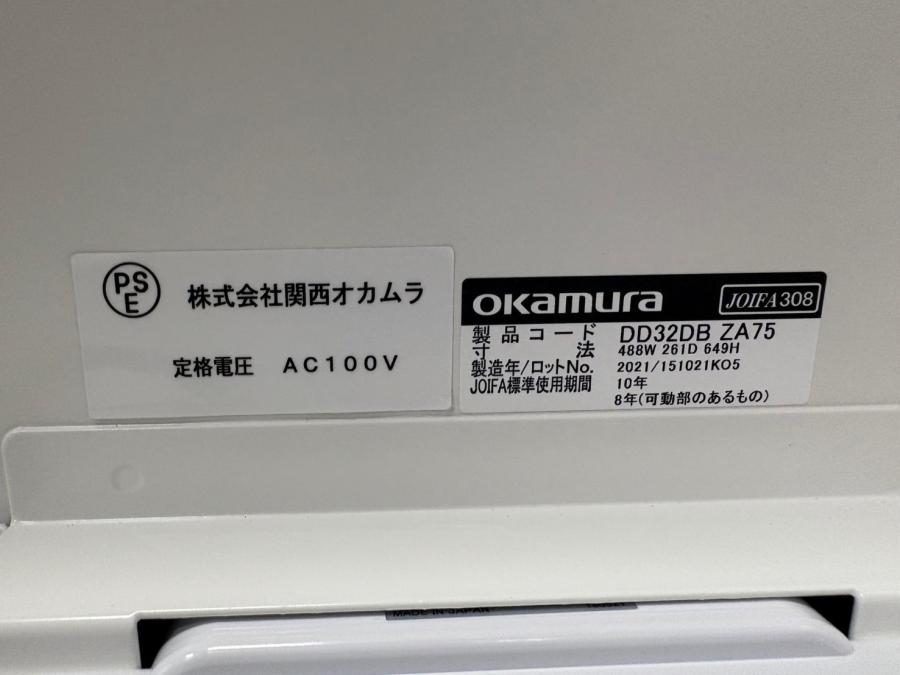 PSE
株式会社関西オカムラ
定格電圧 AC100V
okamura JOIFA308
製品コード DD32DB ZA75
寸法 488W 261D 649H
製造年/ロットNo. 2021/151021KO5
JOIFA標準使用期間 10年
8年(可動部のあるもの)
MADE IN JAPAN